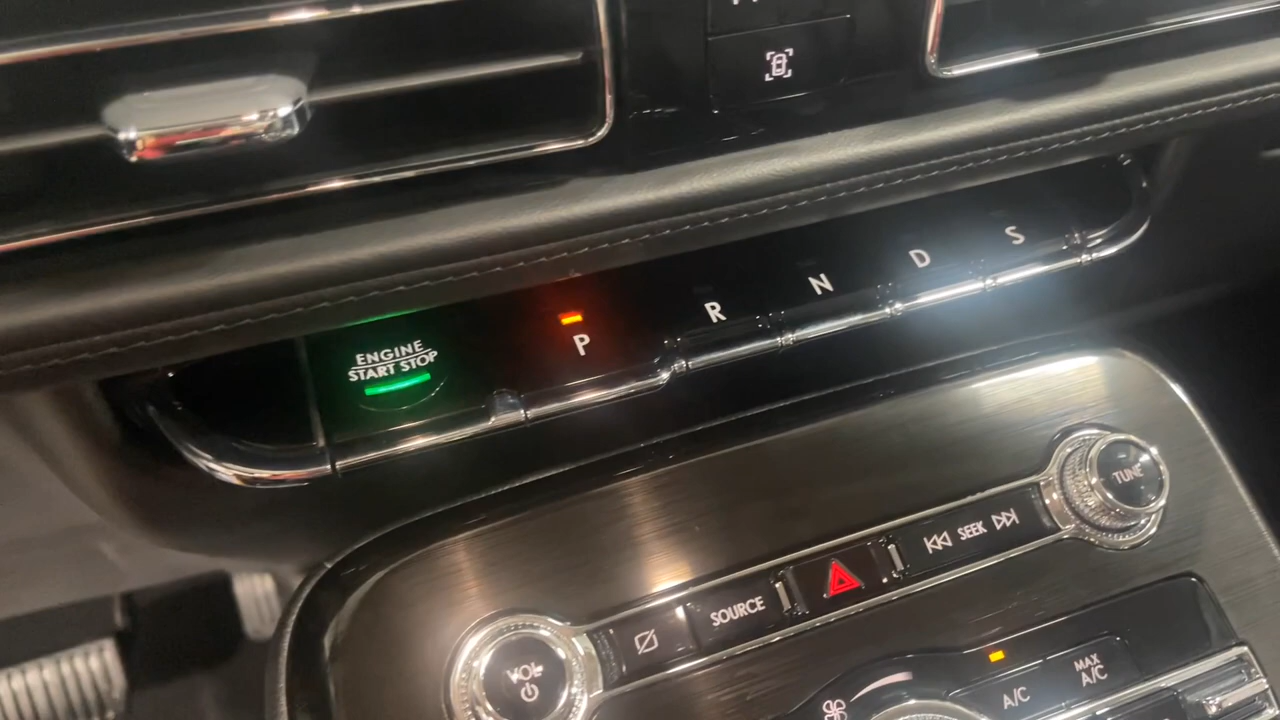 ENGINE
START STOP
P
R
N
D
S
TUNE
SEEK
SOURCE
VOL
A/C
MAX
A/C